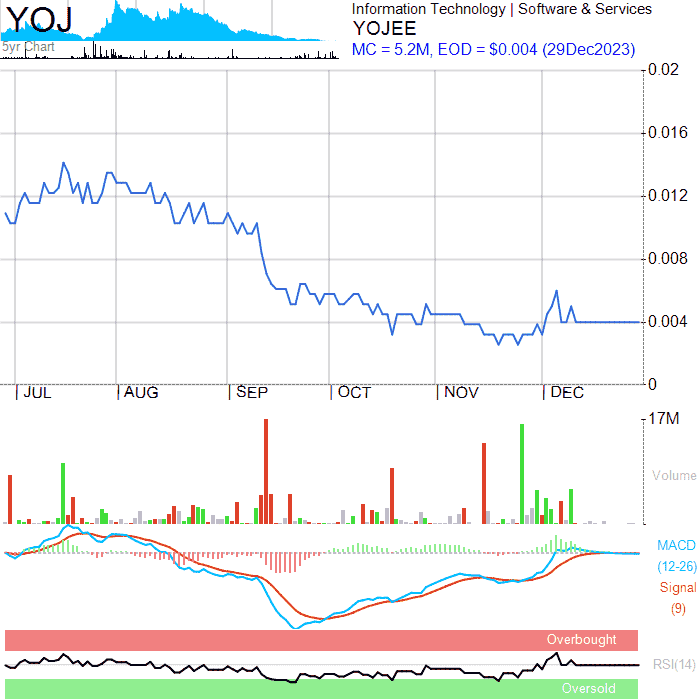 YOJ
5yr Chart
Information Technology | Software & Services
YOJEE
MC = 5.2M, EOD = $0.004 (29Dec2023)
0.02
0.016
0.012
0.008
0.004
0
| JUL | AUG | SEP | OCT | NOV | DEC
17M
Volume
MACD
(12-26)
Signal
(9)
Overbought
RSI(14)
Oversold